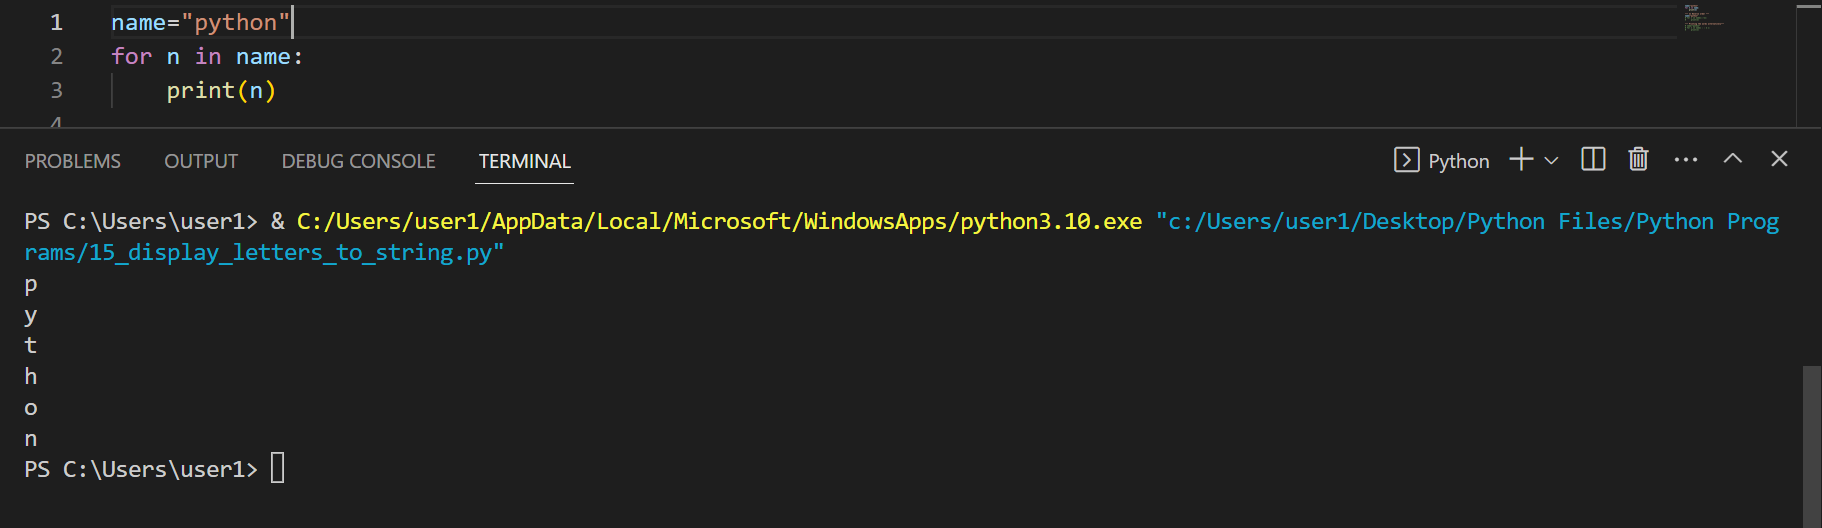 1 name="python"
2 for n in name:
3     print(n)
4
PROBLEMS OUTPUT DEBUG CONSOLE TERMINAL Python
PS C:\Users\user1> & C:/Users/user1/AppData/Local/Microsoft/WindowsApps/python3.10.exe "c:/Users/user1/Desktop/Python Files/Python Prog
rams/15_display_letters_to_string.py"
p
y
t
h
o
n
PS C:\Users\user1>